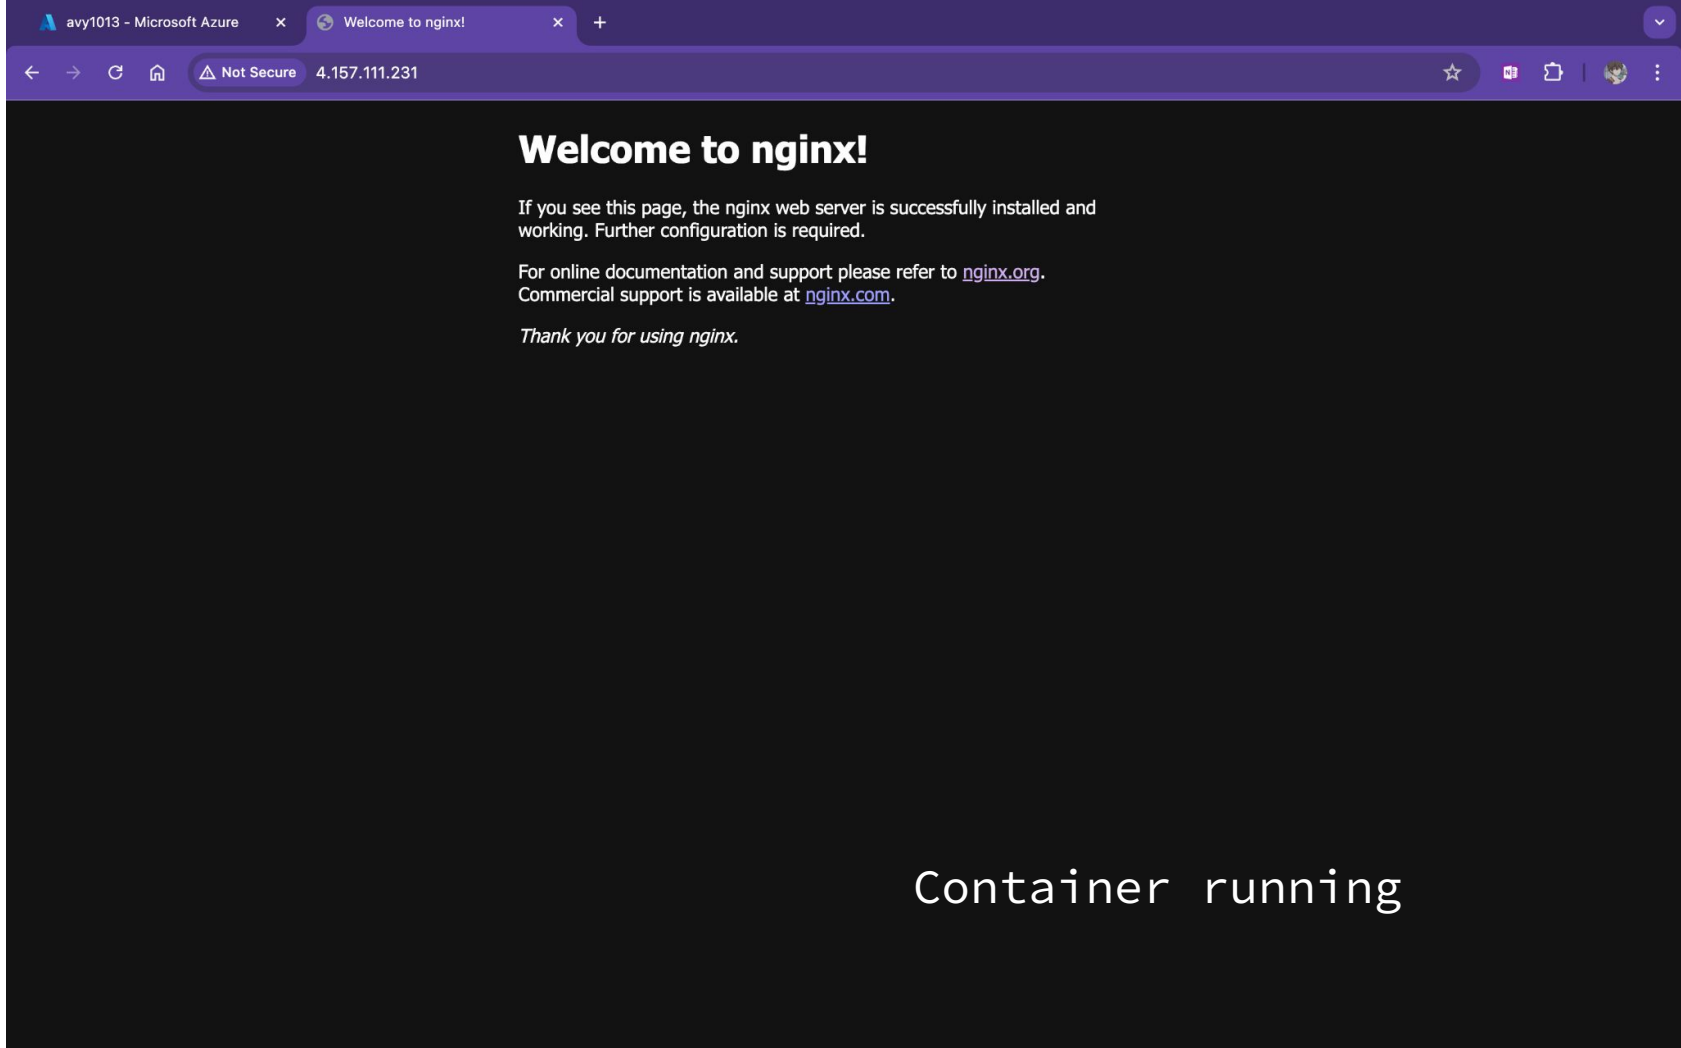 avy1013 - Microsoft Azure
Welcome to nginx!
Not Secure
4.157.111.231
Welcome to nginx!
If you see this page, the nginx web server is successfully installed and
working. Further configuration is required.
For online documentation and support please refer to nginx.org.
Commercial support is available at nginx.com.
Thank you for using nginx.
Container running